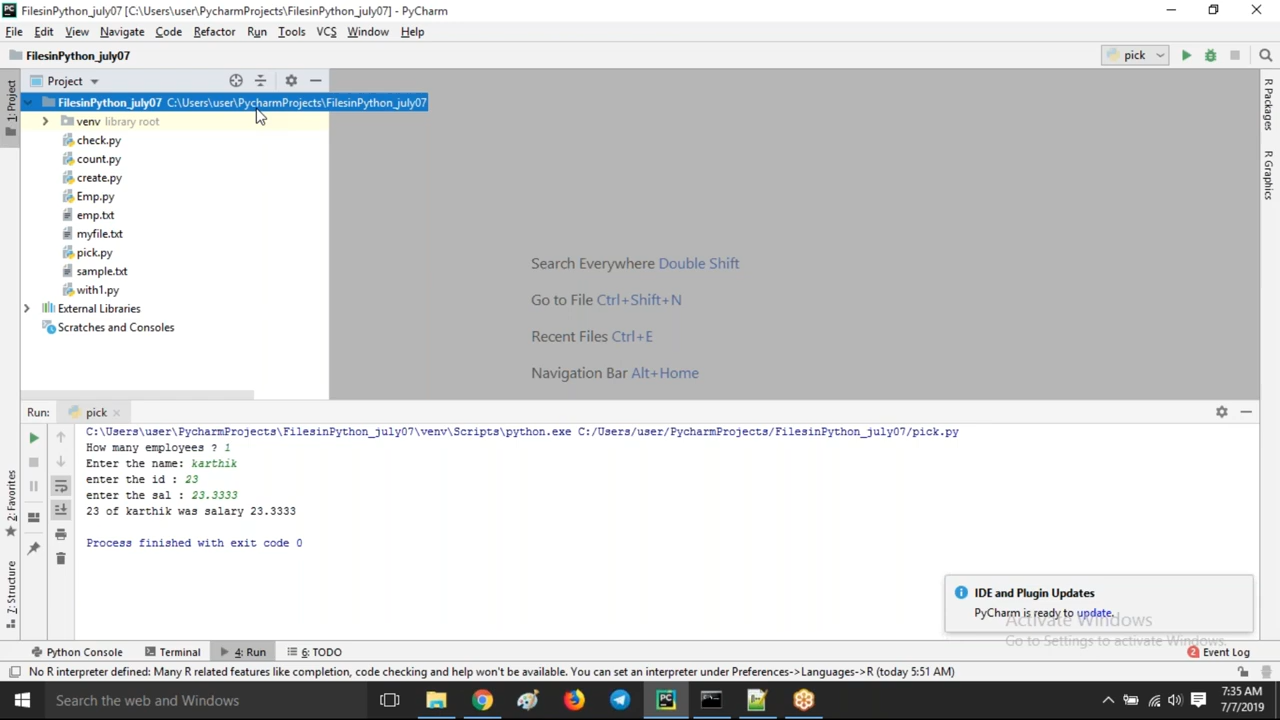 FilesinPython_july07 [C:\Users\user\PycharmProjects\FilesinPython_july07] - PyCharm
File Edit View Navigate Code Refactor Run Tools VCS Window Help
FilesinPython_july07
pick
1: Project
Project
FilesinPython_july07 C:\Users\user\PycharmProjects\FilesinPython_july07
venv library root
check.py
count.py
create.py
Emp.py
emp.txt
myfile.txt
pick.py
sample.txt
with1.py
External Libraries
Scratches and Consoles
Search Everywhere Double Shift
Go to File Ctrl+Shift+N
Recent Files Ctrl+E
Navigation Bar Alt+Home
R Packages
R Graphics
Run: pick
C:\Users\user\PycharmProjects\FilesinPython_july07\venv\Scripts\python.exe C:/Users/user/PycharmProjects/FilesinPython_july07/pick.py
How many employees ? 1
Enter the name: karthik
enter the id : 23
enter the sal : 23.3333
23 of karthik was salary 23.3333
Process finished with exit code 0
2: Favorites
7: Structure
IDE and Plugin Updates
PyCharm is ready to update.
Activate Windows
Go to Settings to activate Windows.
Python Console Terminal 4: Run 6: TODO
2 Event Log
No R interpreter defined: Many R related features like completion, code checking and help won't be available. You can set an interpreter under Preferences->Languages->R (today 5:51 AM)
Search the web and Windows
7:35 AM
7/7/2019